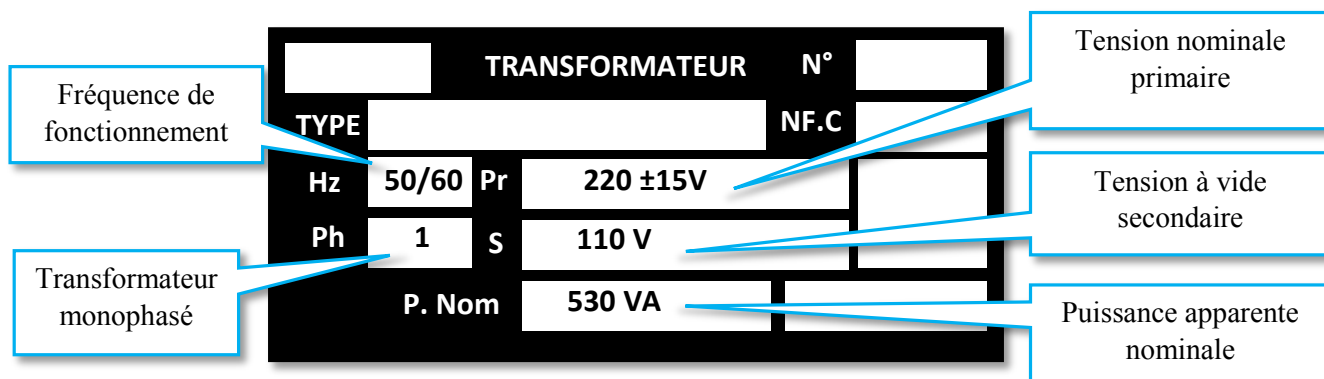 Tension nominale
primaire
TRANSFORMATEUR N°
Fréquence de
fonctionnement
TYPE NF.C
Hz 50/60 Pr 220 ±15V
Tension à vide
secondaire
Ph 1 S 110 V
Transformateur
monophasé
P. Nom 530 VA
Puissance apparente
nominale